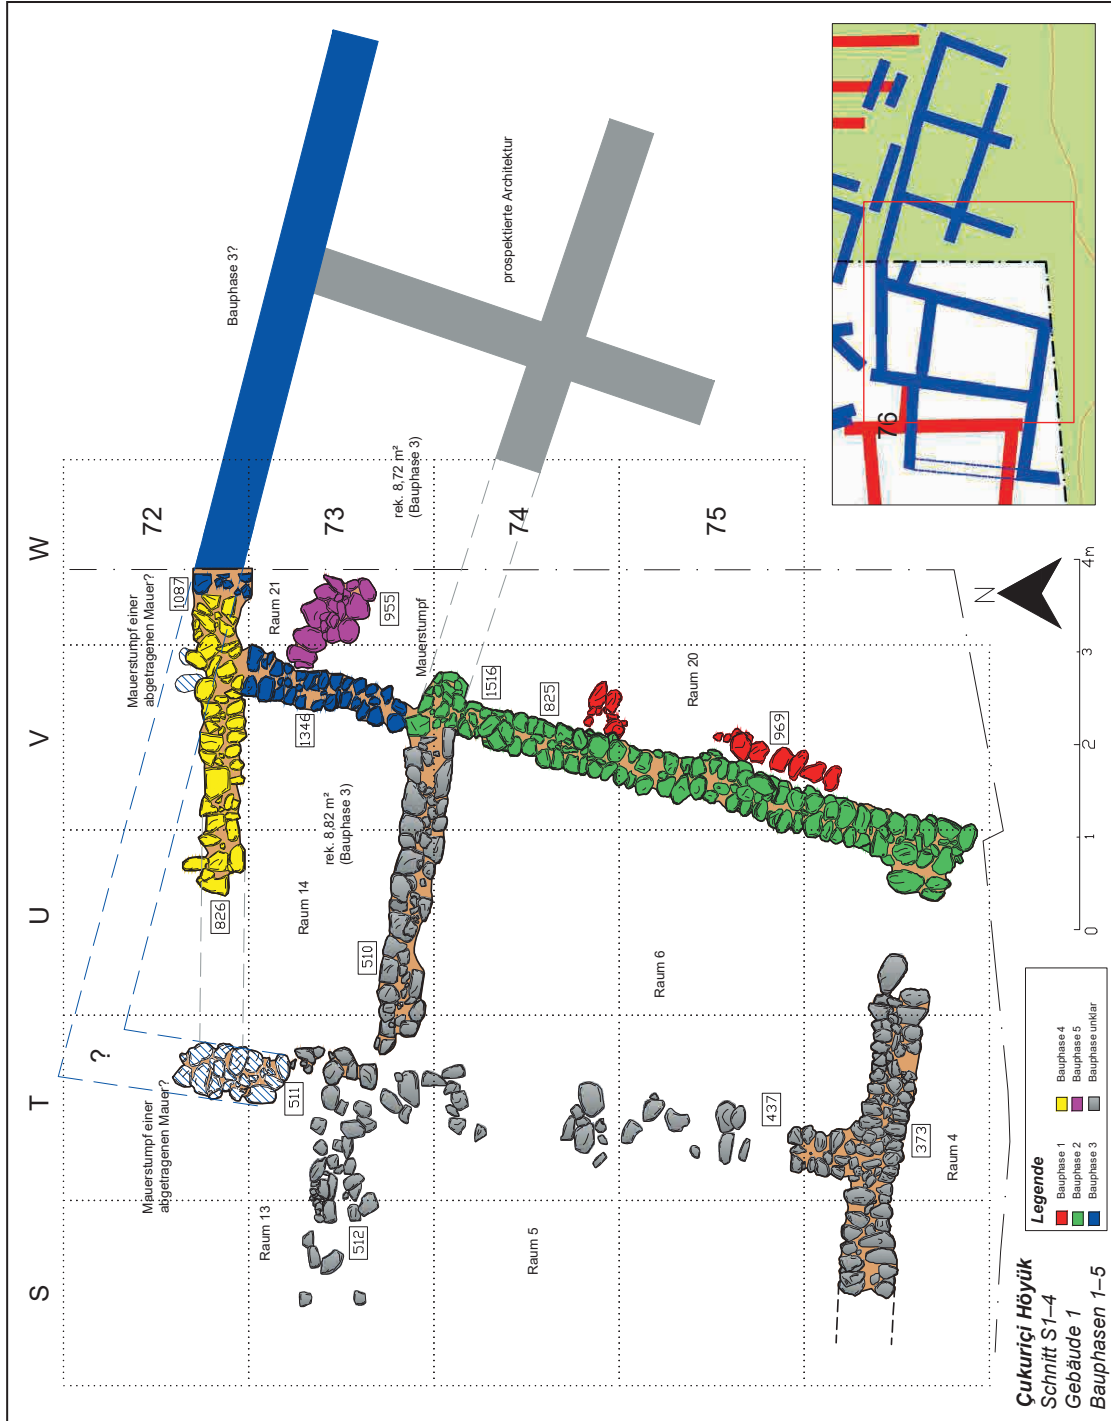 S
T
U
V
W
72
73
74
75
Bauphase 3?
prospektierte Architektur
rek. 8,72 m²
(Bauphase 3)
Mauerstumpf einer
abgetragenen Mauer?
1087
Raum 21
955
Mauerstumpf
1516
1346
825
Raum 20
969
826
rek. 8,82 m²
(Bauphase 3)
Raum 14
510
Raum 6
?
Mauerstumpf einer
abgetragenen Mauer?
511
437
373
Raum 4
Raum 13
512
Raum 5
76
N
0
1
2
3
4 m
Legende
Bauphase 1
Bauphase 2
Bauphase 3
Bauphase 4
Bauphase 5
Bauphase unklar
Çukuriçi Höyük
Schnitt S1–4
Gebäude 1
Bauphasen 1–5